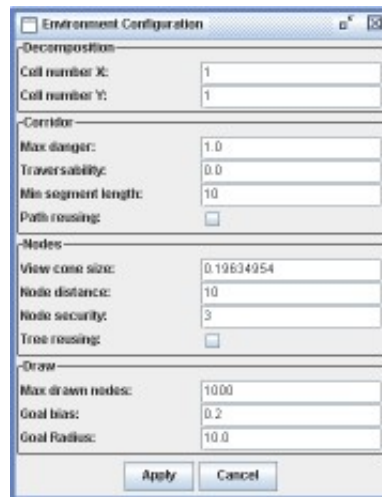 Environment Configuration
Decomposition
Cell number X: 1
Cell number Y: 1
Corridor
Max danger: 1.0
Traversability: 0.0
Min segment length: 10
Path reusing:
Nodes
View cone size: 0.19634954
Node distance: 10
Node security: 3
Tree reusing:
Draw
Max drawn nodes: 1000
Goal bias: 0.2
Goal Radius: 10.0
Apply Cancel